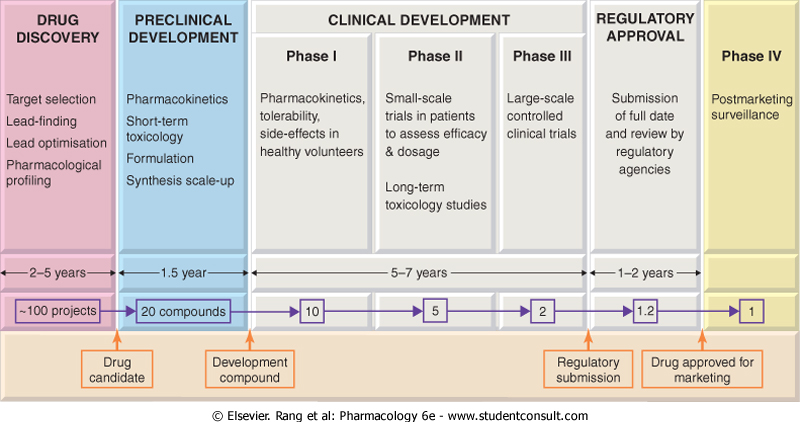 DRUG
DISCOVERY
Target selection
Lead-finding
Lead optimisation
Pharmacological
profiling
PRECLINICAL
DEVELOPMENT
Pharmacokinetics
Short-term
toxicology
Formulation
Synthesis scale-up
CLINICAL DEVELOPMENT
Phase I
Pharmacokinetics,
tolerability,
side-effects in
healthy volunteers
Phase II
Small-scale
trials in patients
to assess efficacy
& dosage
Long-term
toxicology studies
Phase III
Large-scale
controlled
clinical trials
REGULATORY
APPROVAL
Submission
of full date
and review by
regulatory
agencies
Phase IV
Postmarketing
surveillance
2–5 years
1.5 year
5–7 years
1–2 years
~100 projects
20 compounds
10
5
2
1.2
1
Drug
candidate
Development
compound
Regulatory
submission
Drug approved for
marketing
© Elsevier. Rang et al: Pharmacology 6e - www.studentconsult.com